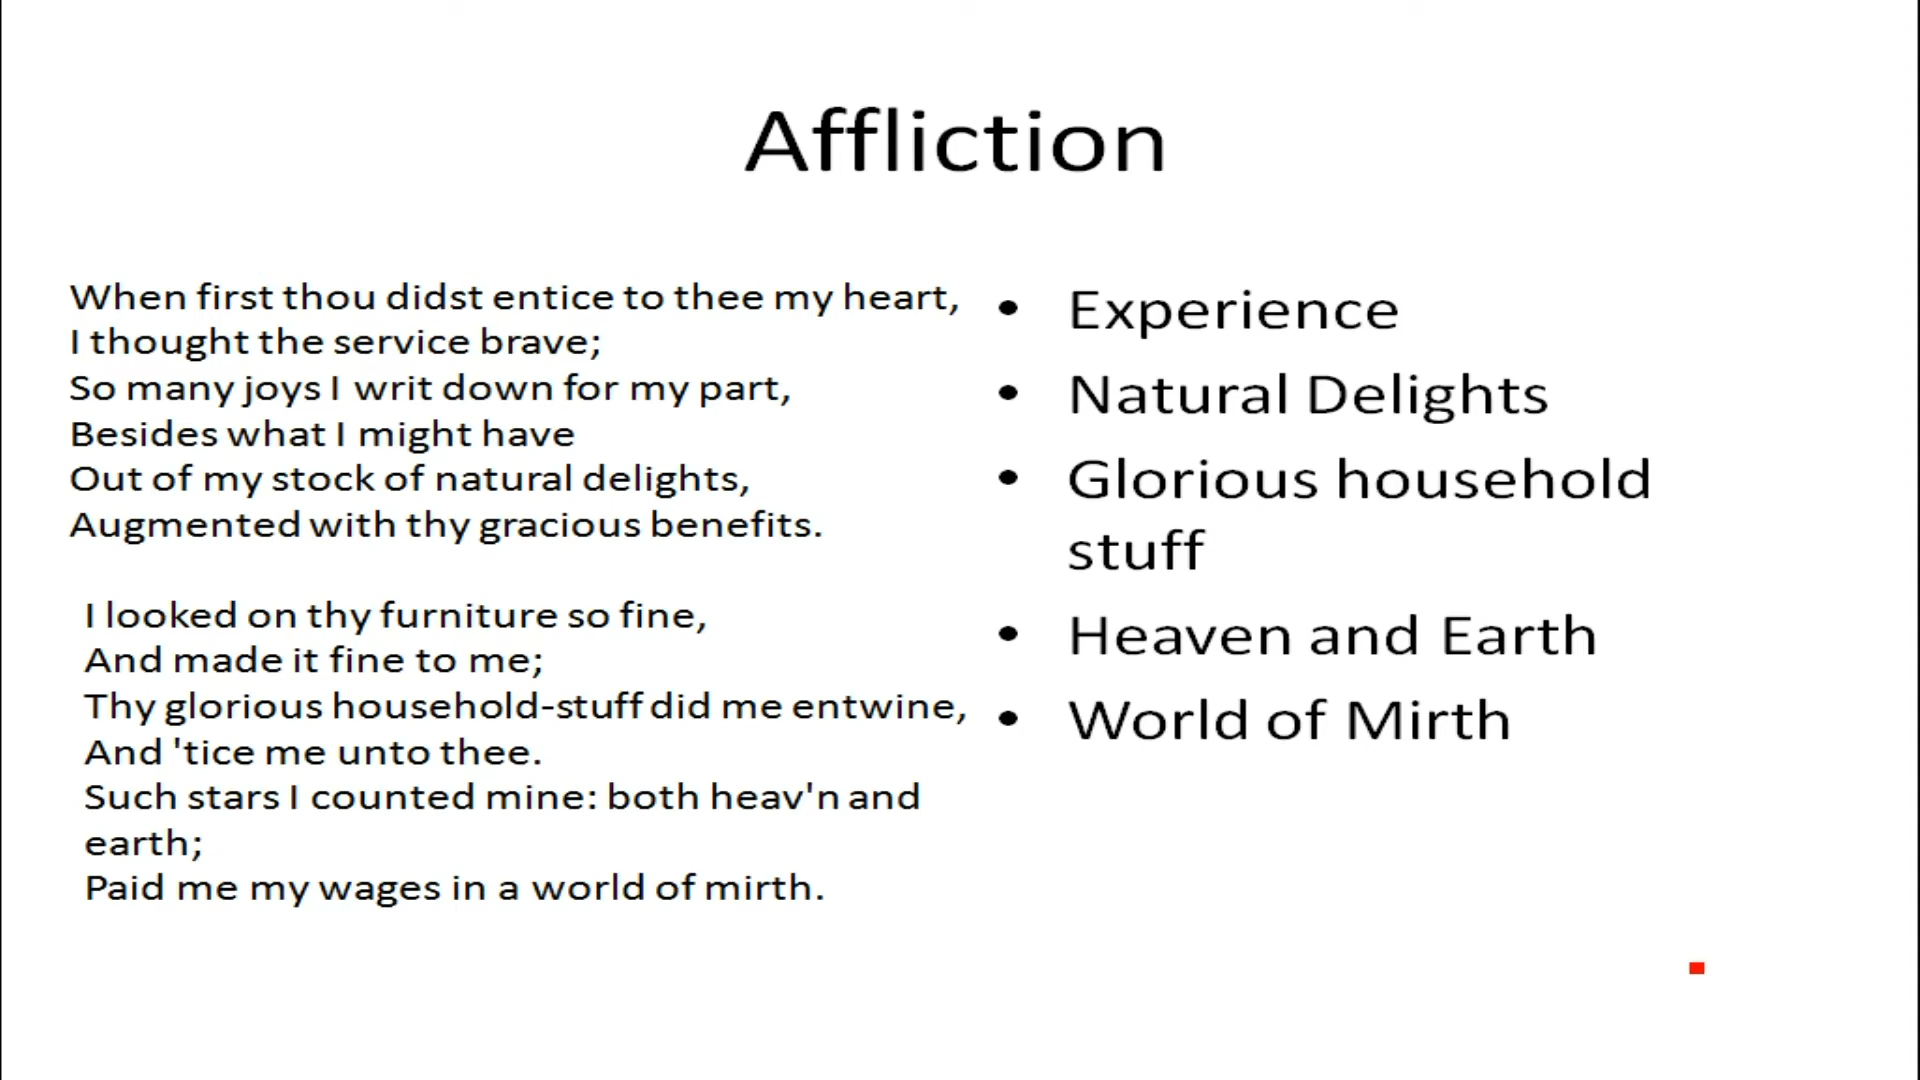 Affliction
When first thou didst entice to thee my heart,
I thought the service brave;
So many joys I writ down for my part,
Besides what I might have
Out of my stock of natural delights,
Augmented with thy gracious benefits.
I looked on thy furniture so fine,
And made it fine to me;
Thy glorious household-stuff did me entwine,
And 'tice me unto thee.
Such stars I counted mine: both heav'n and
earth;
Paid me my wages in a world of mirth.
• Experience
• Natural Delights
• Glorious household
stuff
• Heaven and Earth
• World of Mirth